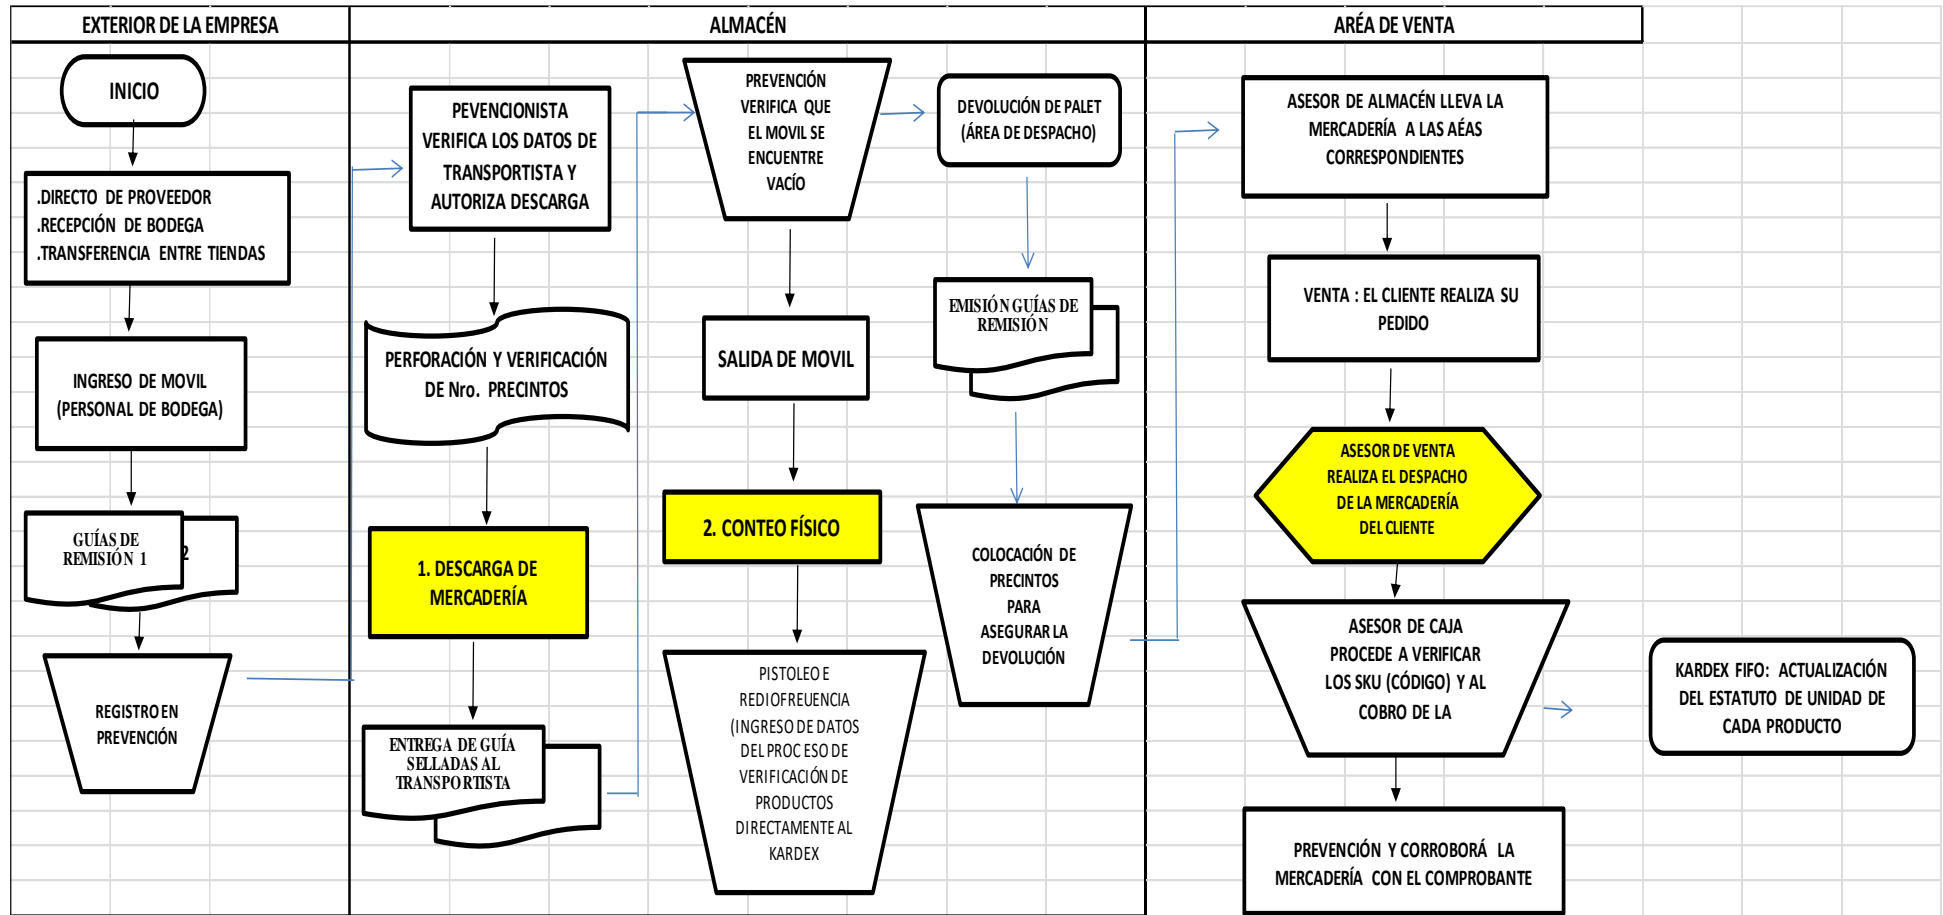 EXTERIOR DE LA EMPRESA
ALMACÉN
ARÉA DE VENTA
INICIO
.DIRECTO DE PROVEEDOR
.RECEPCIÓN DE BODEGA
.TRANSFERENCIA ENTRE TIENDAS
INGRESO DE MOVIL
(PERSONAL DE BODEGA)
GUÍAS DE
REMISIÓN 1
2
REGISTRO EN
PREVENCIÓN
PEVENCIONISTA
VERIFICA LOS DATOS DE
TRANSPORTISTA Y
AUTORIZA DESCARGA
PERFORACIÓN Y VERIFICACIÓN
DE Nro. PRECINTOS
1. DESCARGA DE
MERCADERÍA
ENTREGA DE GUÍA
SELLADAS AL
TRANSPORTISTA
PREVENCIÓN
VERIFICA QUE
EL MOVIL SE
ENCUENTRE
VACÍO
SALIDA DE MOVIL
2. CONTEO FÍSICO
PISTOLEO E
REDIOFREUENCIA
(INGRESO DE DATOS
DEL PROC ESO DE
VERIFICACIÓN DE
PRODUCTOS
DIRECTAMENTE AL
KARDEX
DEVOLUCIÓN DE PALET
(ÁREA DE DESPACHO)
EMISIÓN GUÍAS DE
REMISIÓN
COLOCACIÓN DE
PRECINTOS
PARA
ASEGURAR LA
DEVOLUCIÓN
ASESOR DE ALMACÉN LLEVA LA
MERCADERÍA A LAS AÉAS
CORRESPONDIENTES
VENTA : EL CLIENTE REALIZA SU
PEDIDO
ASESOR DE VENTA
REALIZA EL DESPACHO
DE LA MERCADERÍA
DEL CLIENTE
ASESOR DE CAJA
PROCEDE A VERIFICAR
LOS SKU (CÓDIGO) Y AL
COBRO DE LA
PREVENCIÓN Y CORROBORÁ LA
MERCADERÍA CON EL COMPROBANTE
KARDEX FIFO: ACTUALIZACIÓN
DEL ESTATUTO DE UNIDAD DE
CADA PRODUCTO